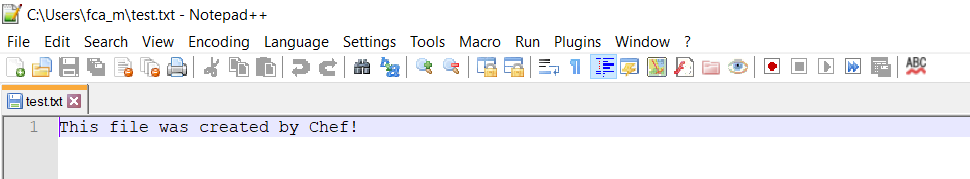 C:\Users\fca_m\test.txt - Notepad++
File Edit Search View Encoding Language Settings Tools Macro Run Plugins Window ?
ABC
test.txt
1 This file was created by Chef!